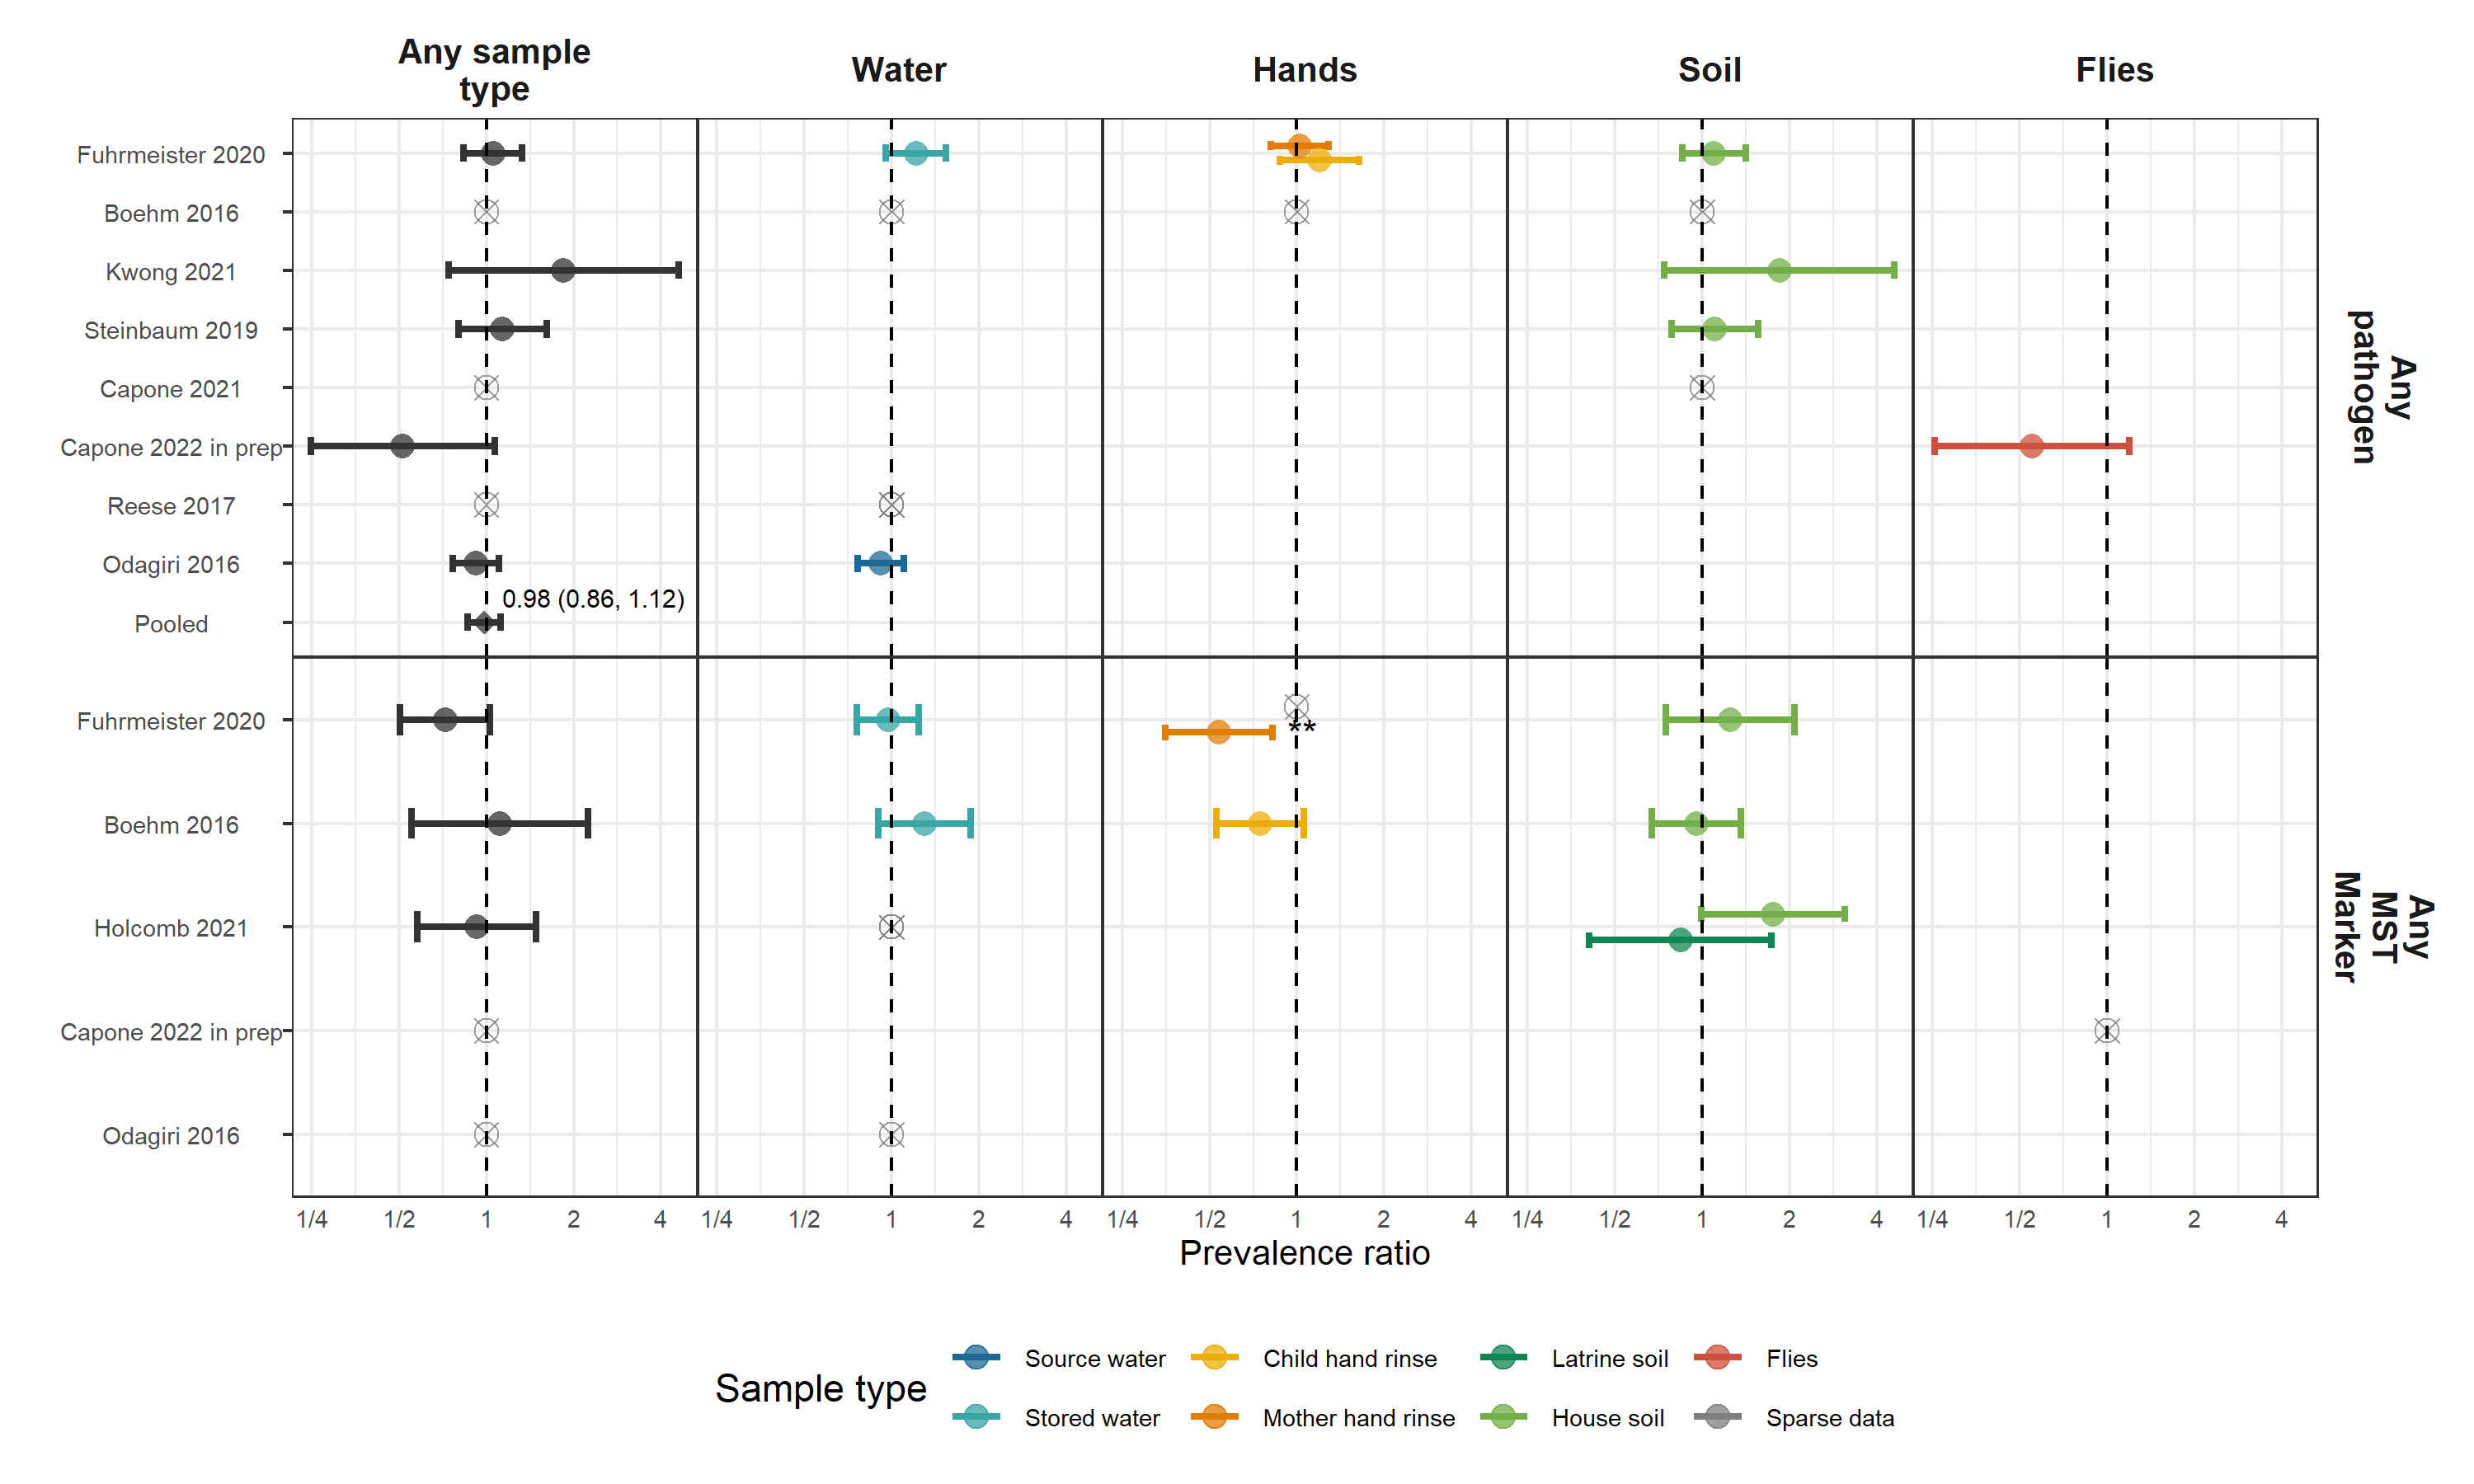 Any sample
type
Water
Hands
Soil
Flies
Fuhrmeister 2020
Boehm 2016
Kwong 2021
Steinbaum 2019
Capone 2021
Capone 2022 in prep
Reese 2017
Odagiri 2016
0.98 (0.86, 1.12)
Pooled
Any
pathogen
Fuhrmeister 2020
**
Boehm 2016
Holcomb 2021
Capone 2022 in prep
Odagiri 2016
Any
MST
Marker
1/4 1/2 1 2 4 1/4 1/2 1 2 4 1/4 1/2 1 2 4 1/4 1/2 1 2 4 1/4 1/2 1 2 4
Prevalence ratio
Sample type
Source water Child hand rinse Latrine soil Flies
Stored water Mother hand rinse House soil Sparse data